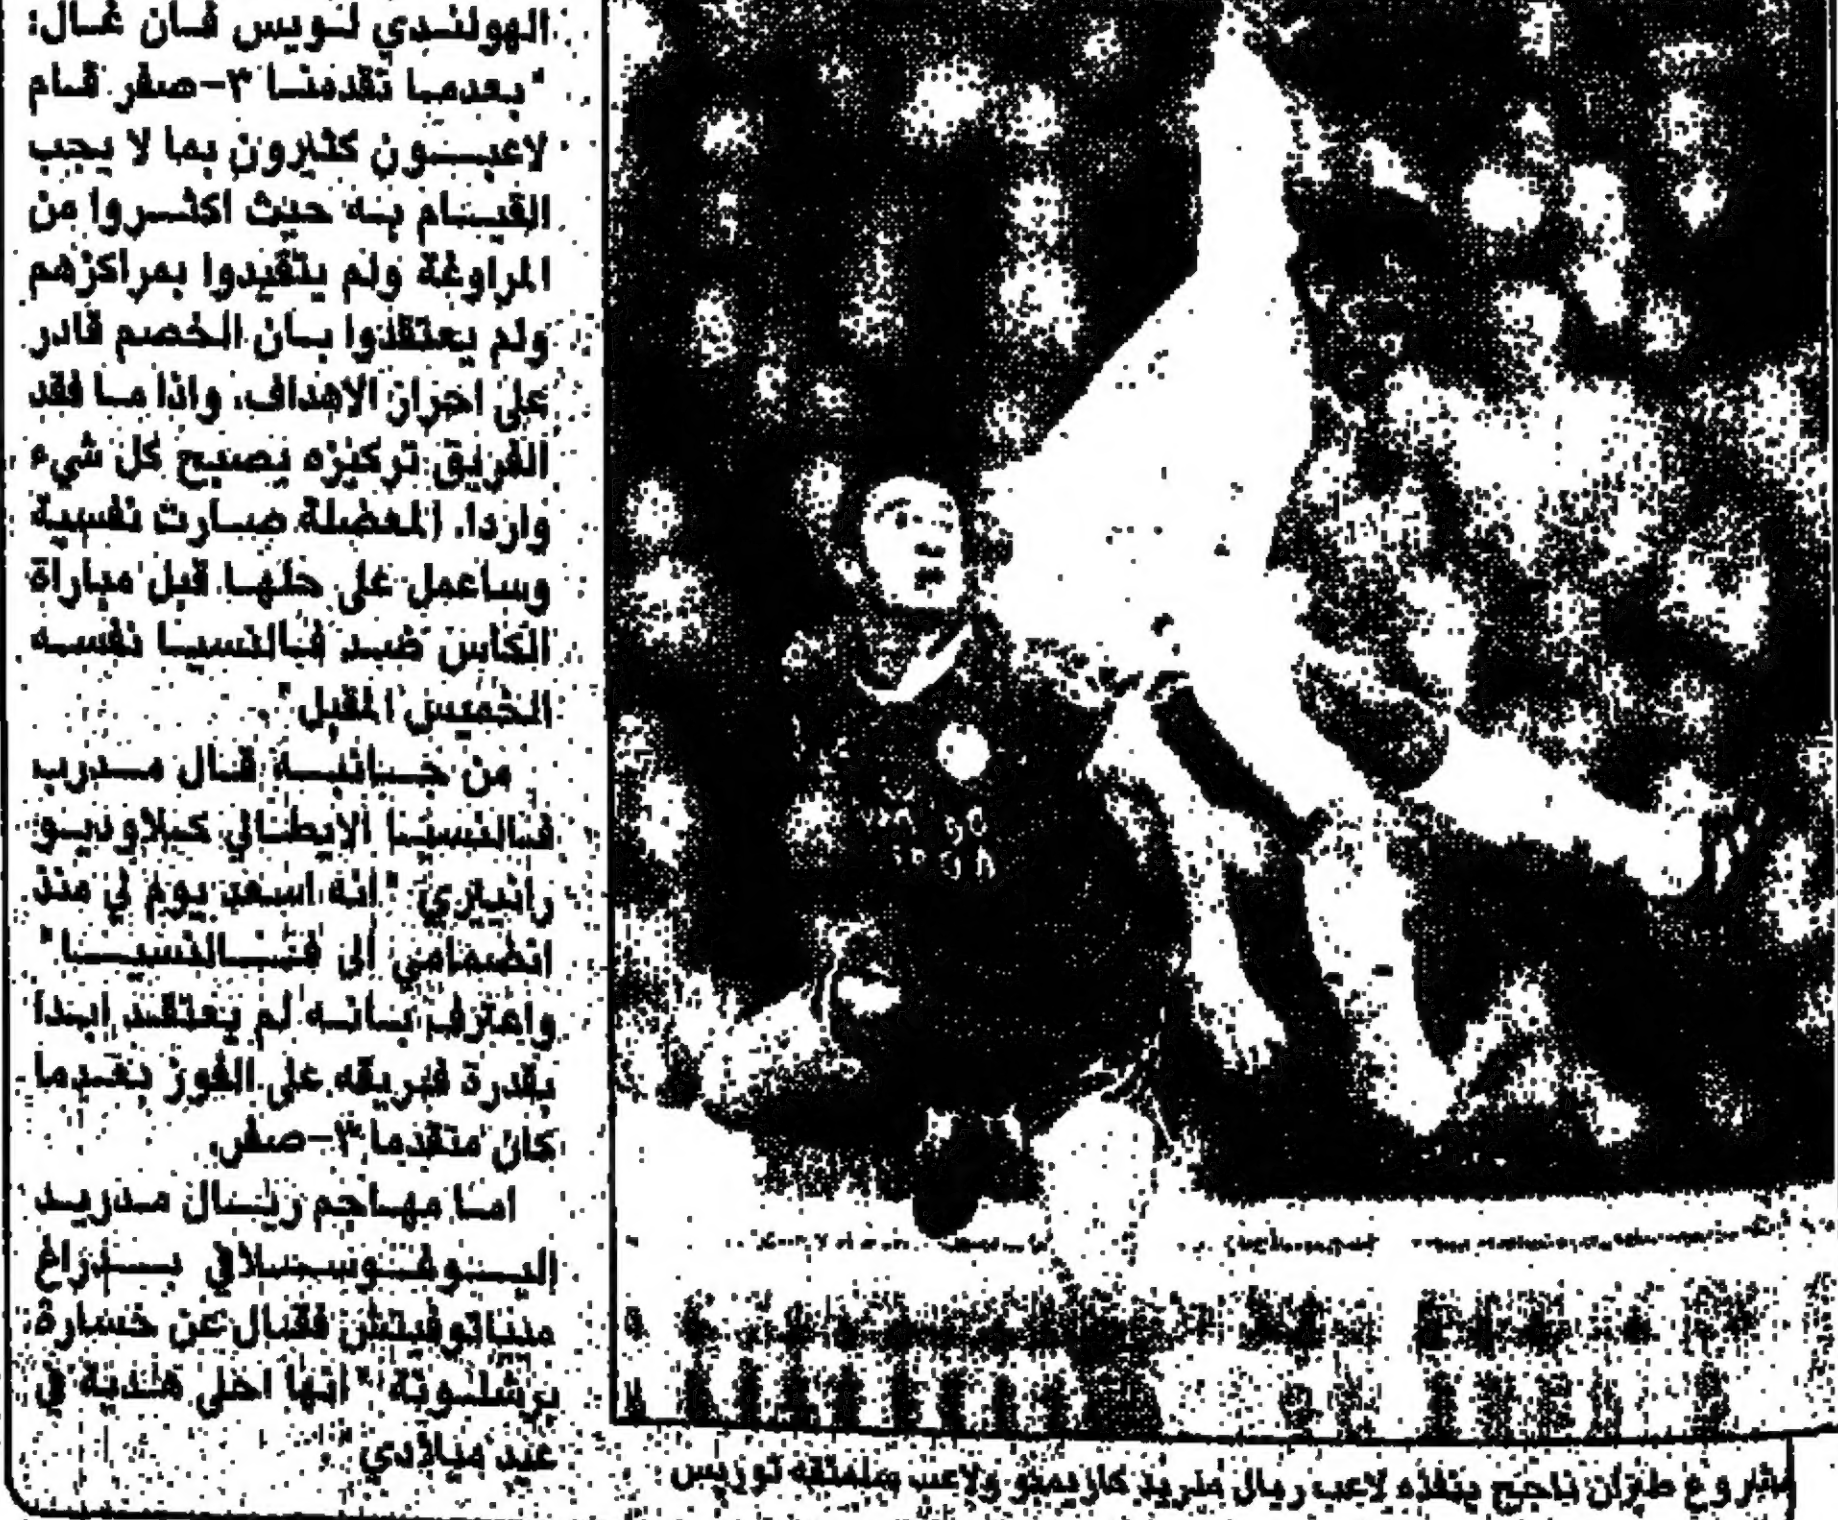 الهولندي لويس فان غال:
"بعدما تقدمنا ٣-صفر قام
لاعبون كثيرون بما لا يجب
القيام به حيث اكثروا من
المراوغة ولم يتقيدوا بمراكزهم
ولم يعتقدوا بان الخصم قادر
على احراز الاهداف، واذا ما فقد
الفريق تركيزه يصبح كل شيء
واردا. المعضلة صارت نفسية
وساعمل على حلها قبل مباراة
الكاس ضد فالنسيا نفسه
الخميس المقبل".
من جانبه قال مدرب
فالنسيا الايطالي كلاوديو
رانييري "انه اسعد يوم لي منذ
انضمامي الى فالنسيا"
واعترف بانه لم يعتقد ابدا
بقدرة فريقه على الفوز بعدما
كان متقدما ٣-صفر.
اما مهاجم ريال مدريد
اليوغوسلافي بدراغ
مياتوفيتش فقال عن خسارة
برشلونة "انها احلى هدية في
عيد ميلادي".
مشروع طيران ناجح ينفذه لاعب ريال مدريد كازيمنو ولاعب سلمنقه توريس